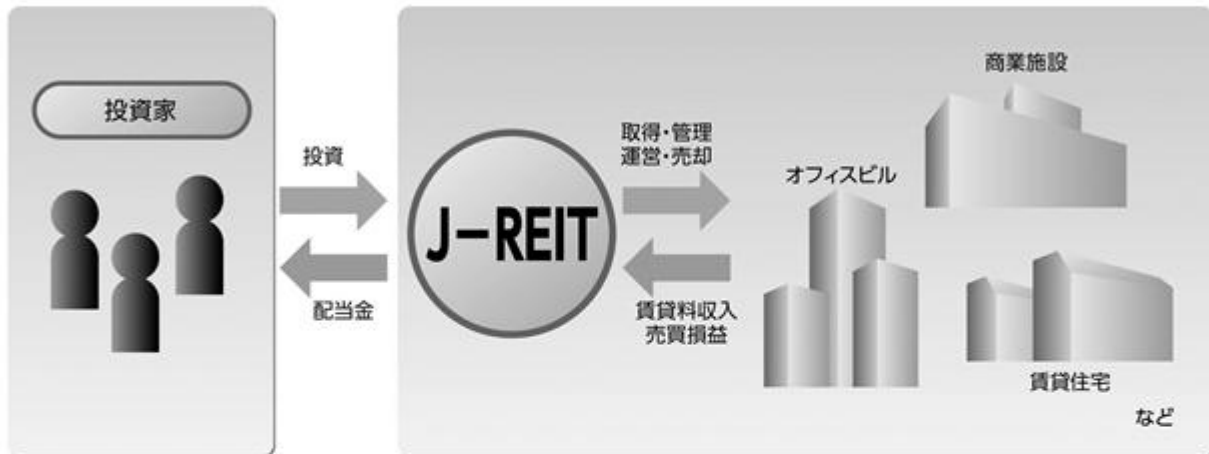 投資家
投資
配当金
J-REIT
取得・管理
運営・売却
賃貸料収入
売買損益
商業施設
オフィスビル
賃貸住宅
など